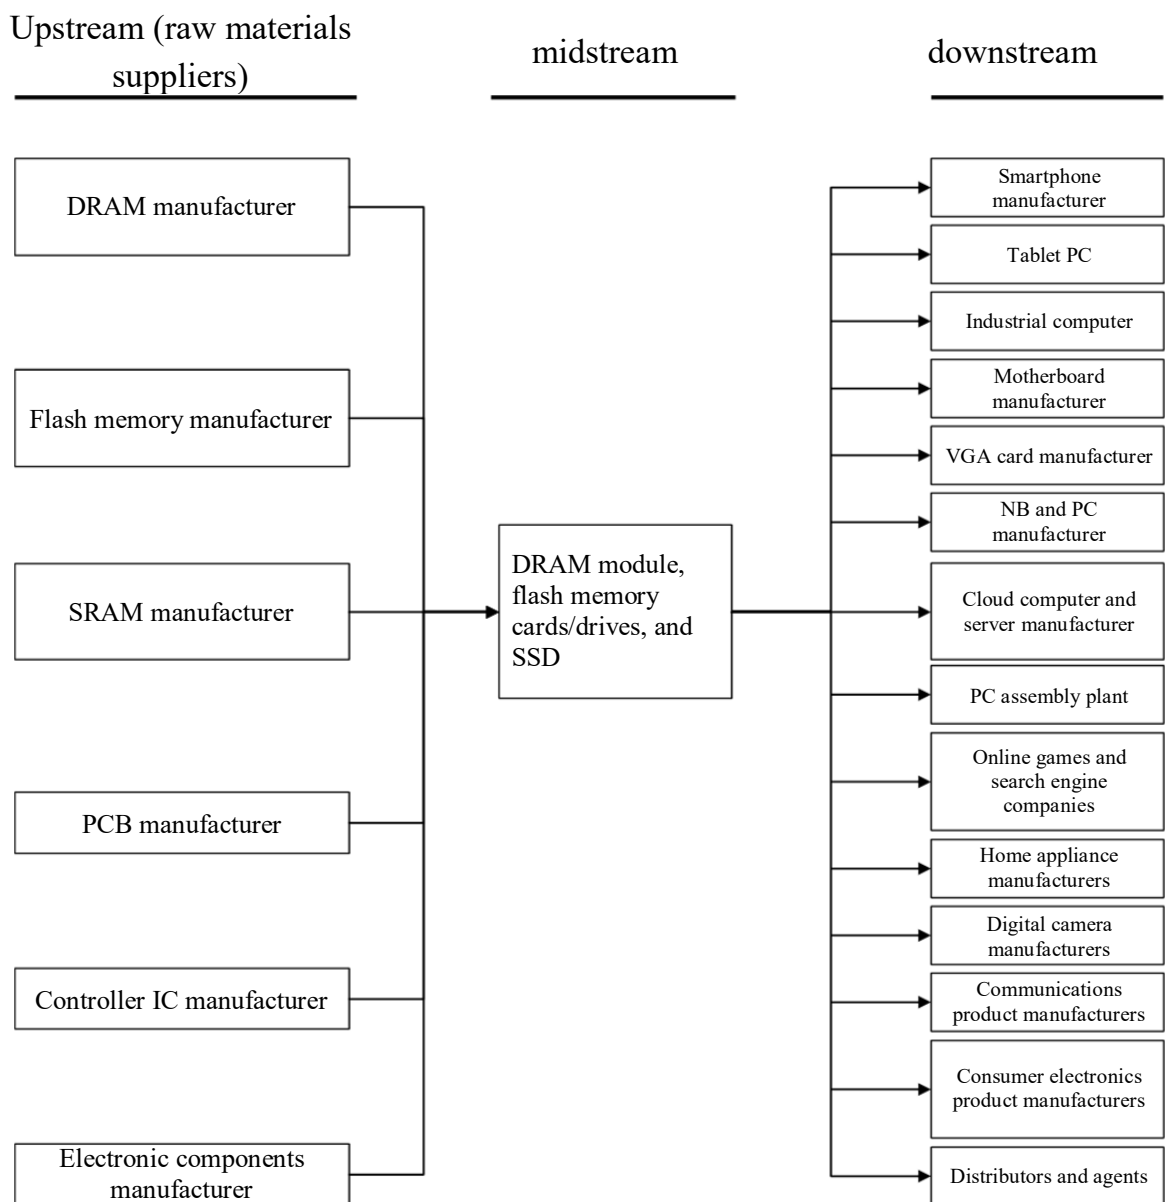 Upstream (raw materials
suppliers)
midstream
downstream
DRAM manufacturer
Flash memory manufacturer
SRAM manufacturer
PCB manufacturer
Controller IC manufacturer
Electronic components
manufacturer
DRAM module,
flash memory
cards/drives, and
SSD
Smartphone
manufacturer
Tablet PC
Industrial computer
Motherboard
manufacturer
VGA card manufacturer
NB and PC
manufacturer
Cloud computer and
server manufacturer
PC assembly plant
Online games and
search engine
companies
Home appliance
manufacturers
Digital camera
manufacturers
Communications
product manufacturers
Consumer electronics
product manufacturers
Distributors and agents